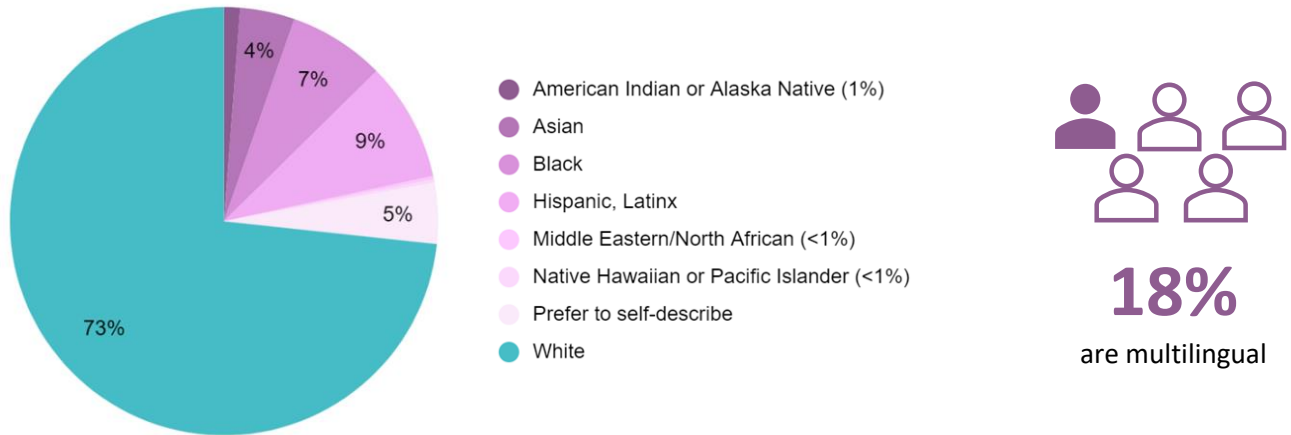 4%
7%
9%
5%
73%
American Indian or Alaska Native (1%)
Asian
Black
Hispanic, Latinx
Middle Eastern/North African (<1%)
Native Hawaiian or Pacific Islander (<1%)
Prefer to self-describe
White
18%
are multilingual